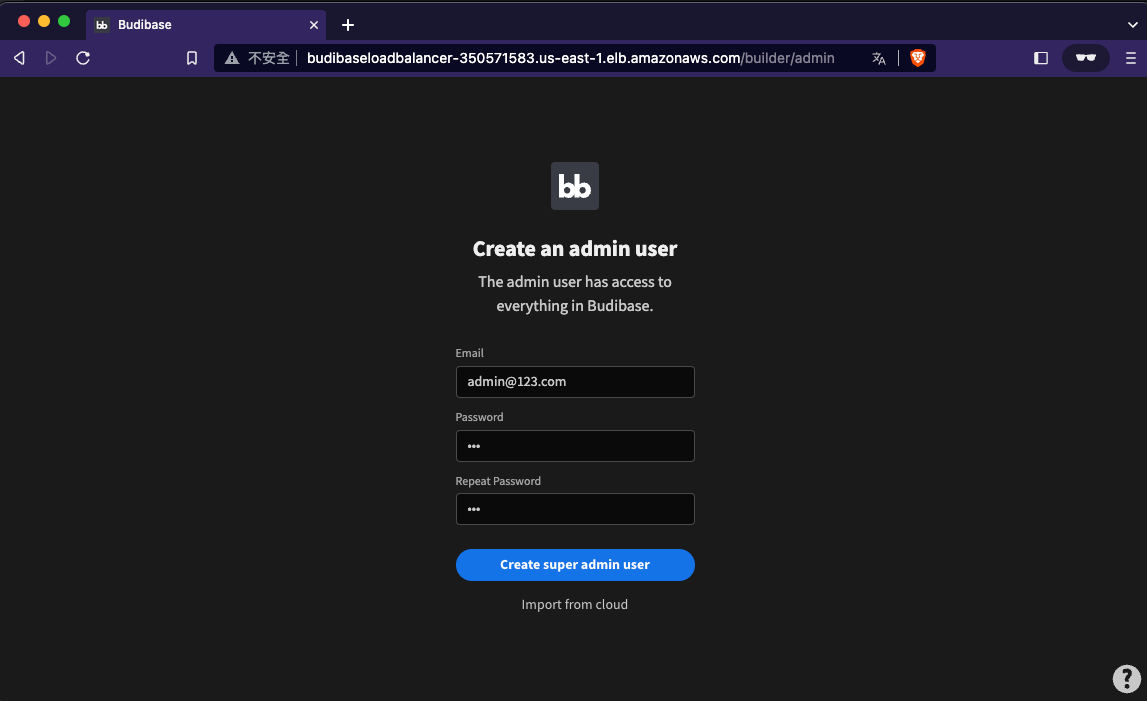 bb Budibase
不安全 budibaseloadbalancer-350571583.us-east-1.elb.amazonaws.com/builder/admin
bb
Create an admin user
The admin user has access to
everything in Budibase.
Email
admin@123.com
Password
•••
Repeat Password
•••
Create super admin user
Import from cloud
?